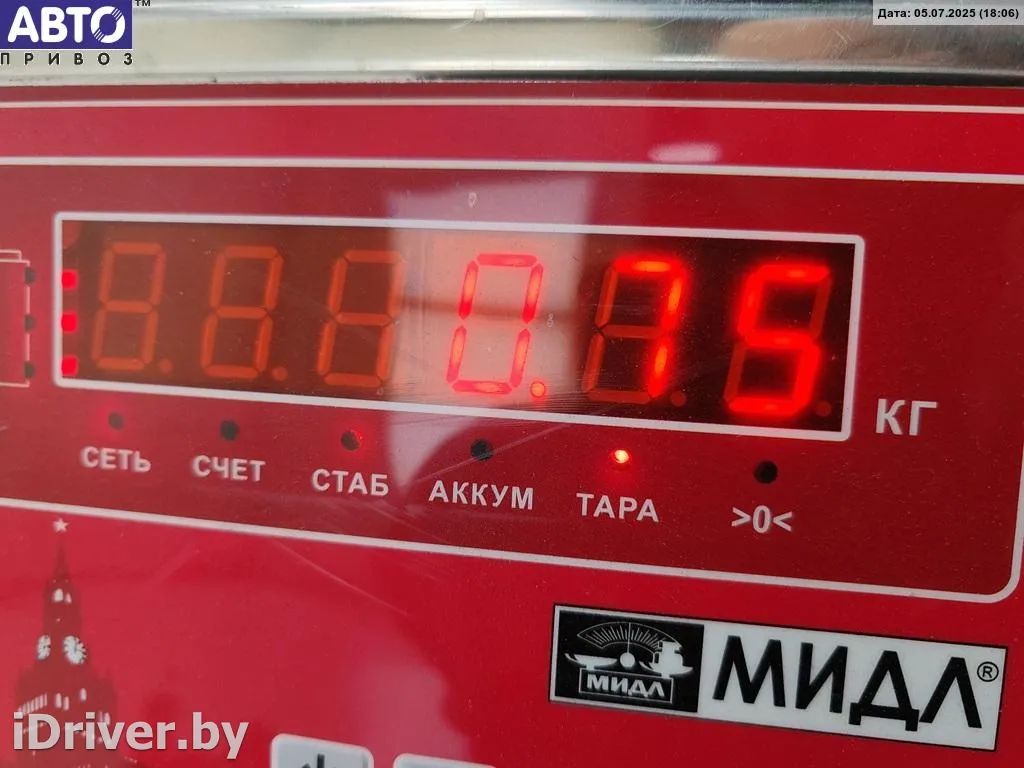 АВТО™
ПРИВОЗ
Дата: 05.07.2025 (18:06)
0.75
КГ
СЕТЬ СЧЕТ СТАБ АККУМ ТАРА >0<
МИДЛ МИДЛ®
iDriver.by